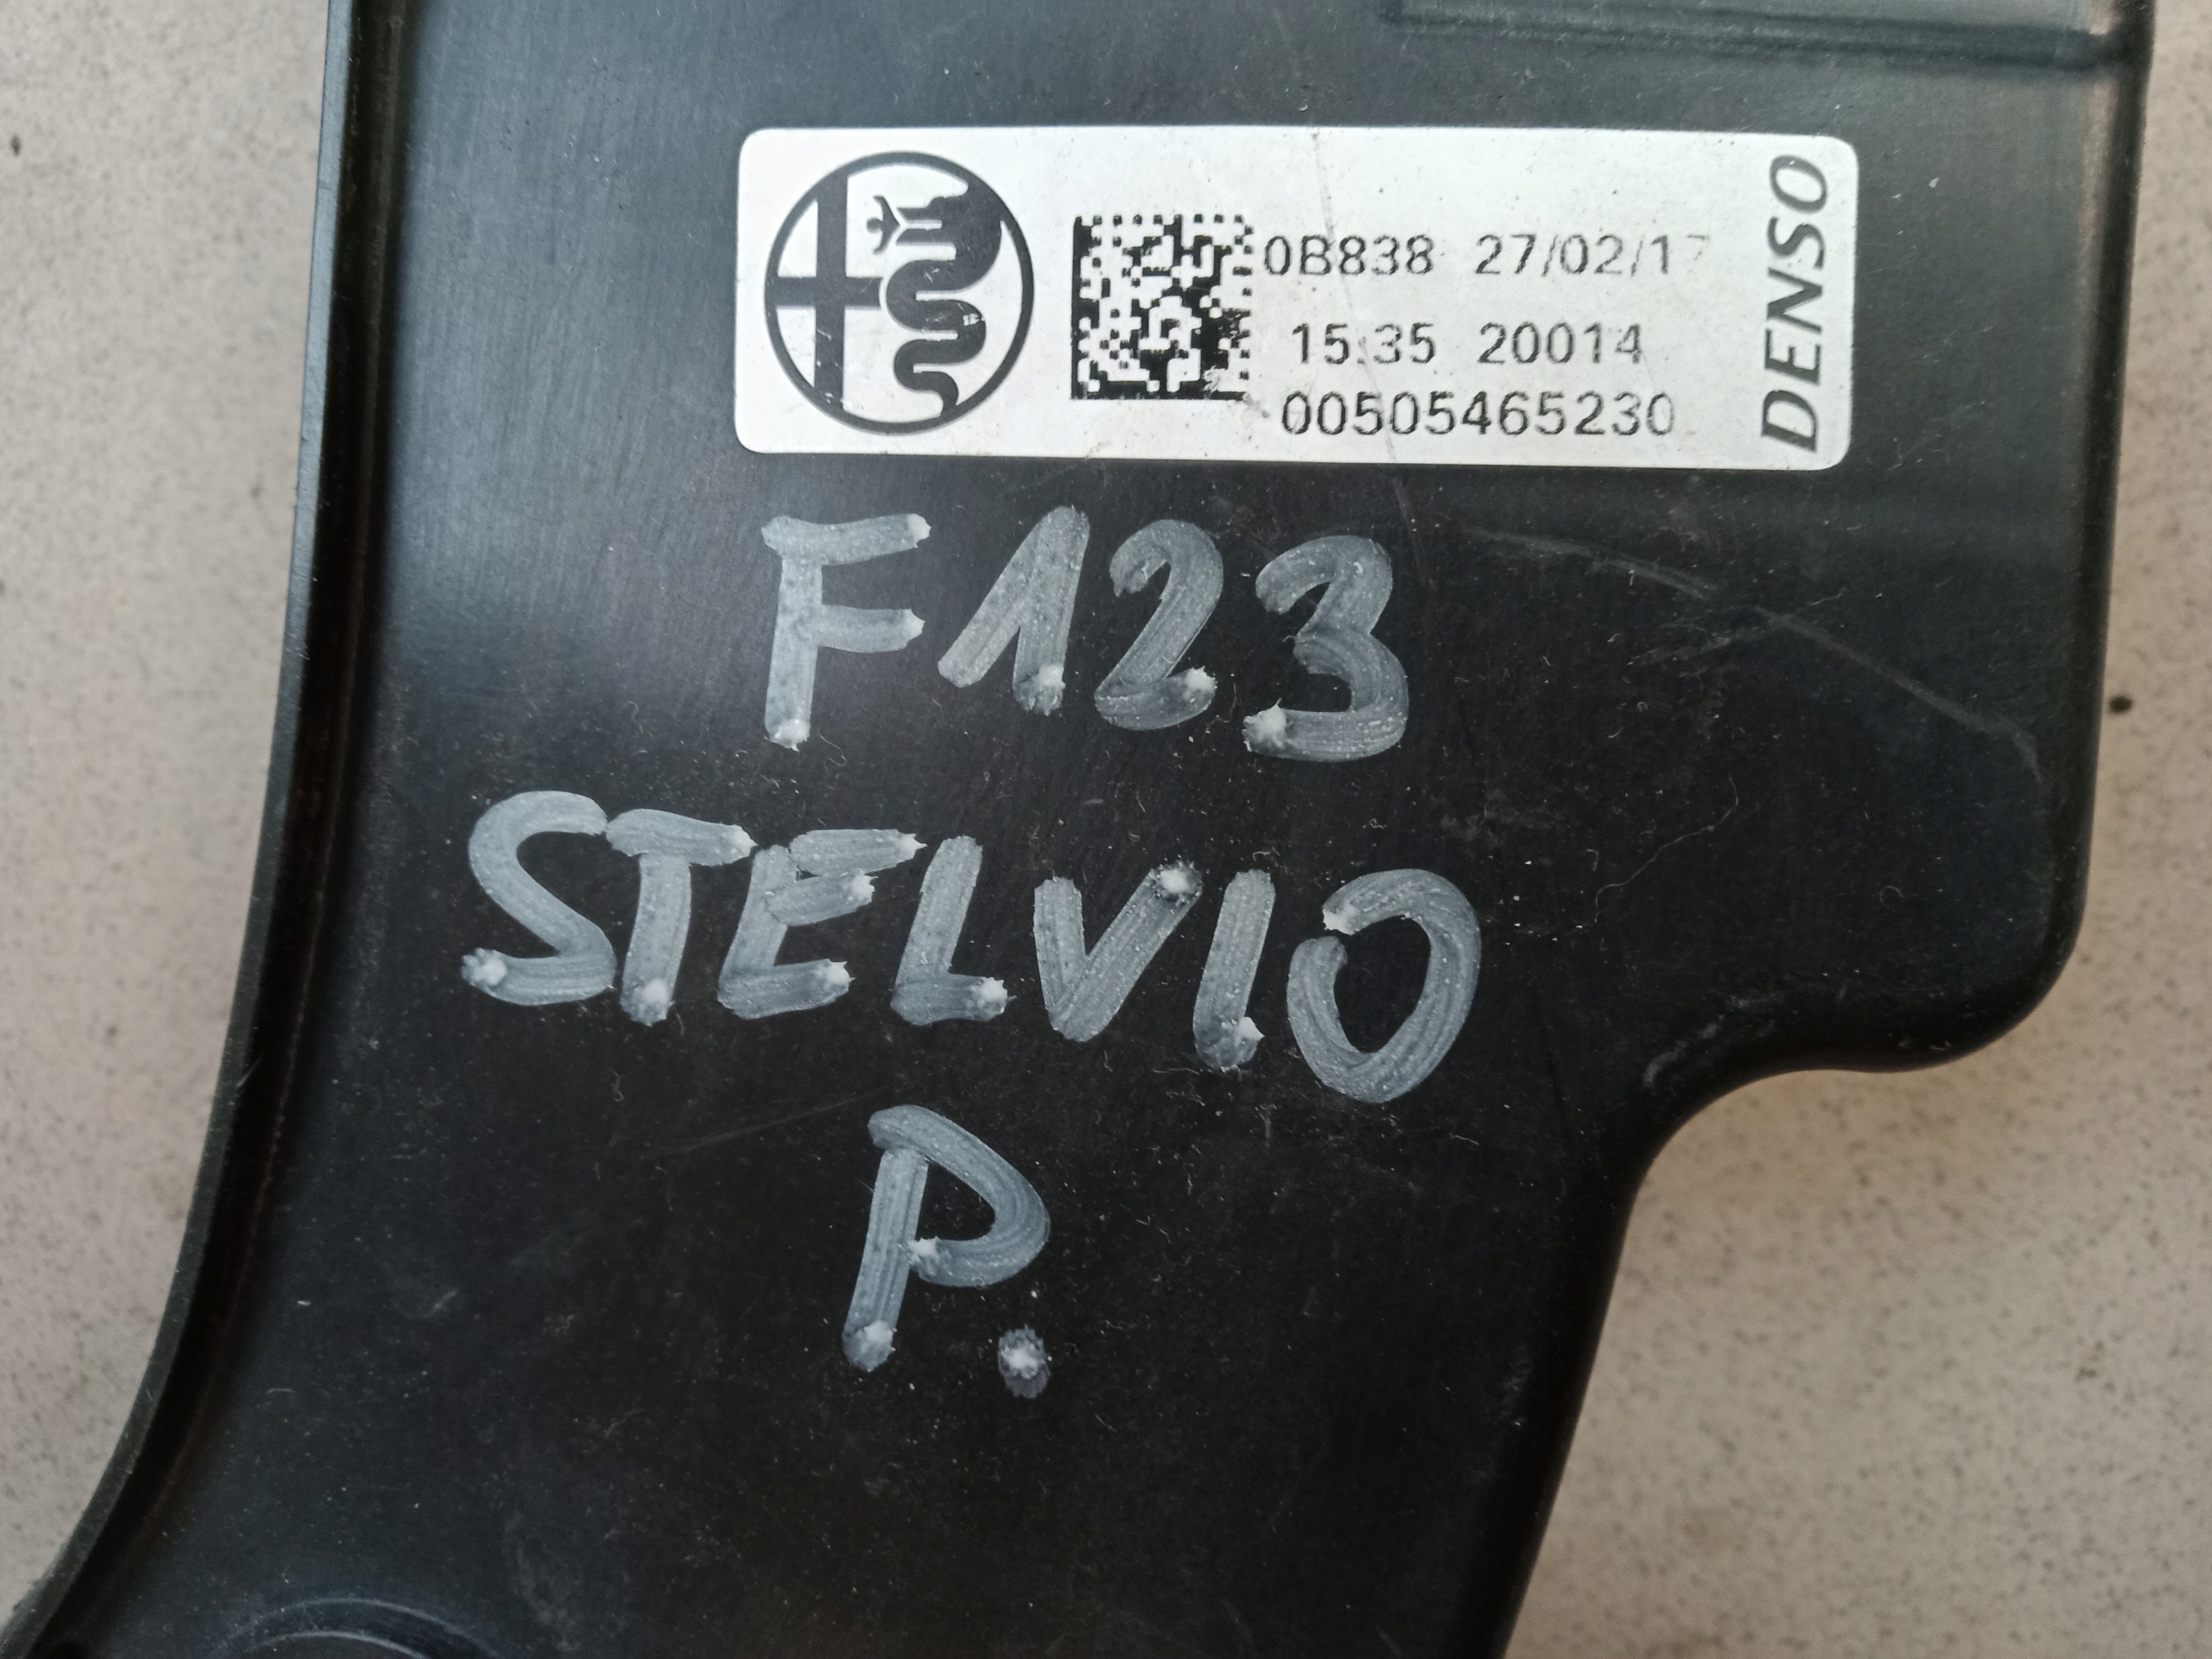 0B838 27/02/17
15:35 20014
00505465230
DENSO
F123
STELVIO
P.